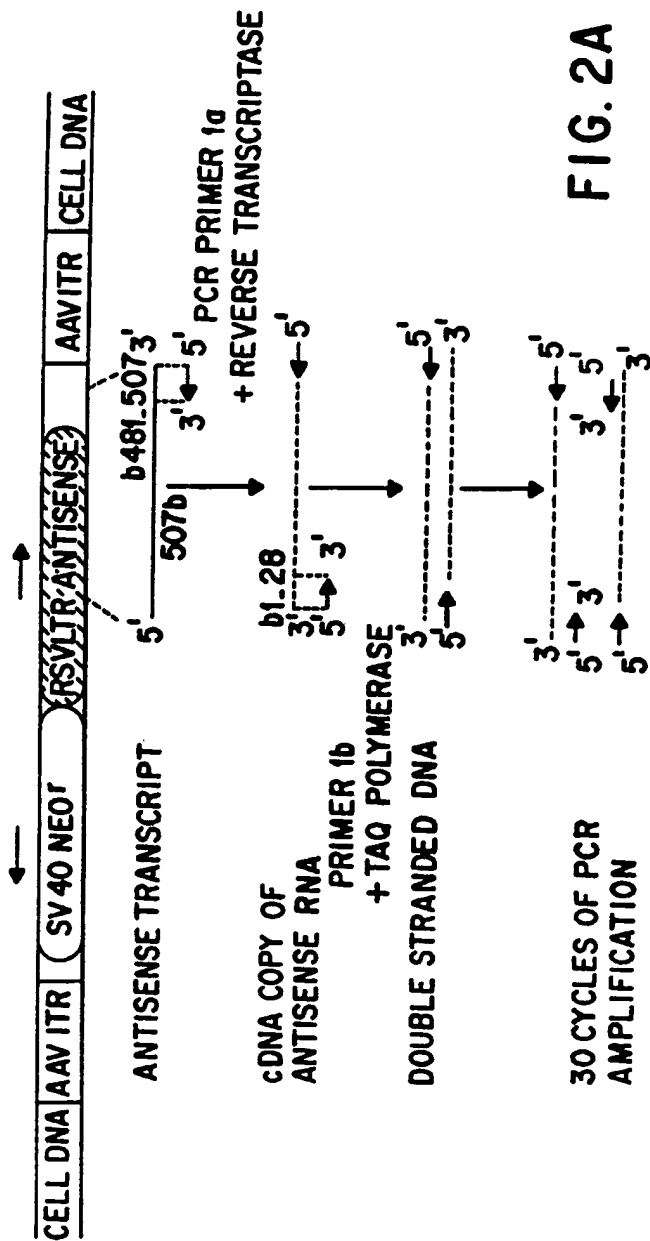 CELL DNA AAV ITR SV40 NEOʳ RSVLTR ANTISENSE AAV ITR CELL DNA
ANTISENSE TRANSCRIPT
5' b481-507 3'
507b
3' 5'
PCR PRIMER 1a
+ REVERSE TRANSCRIPTASE
cDNA COPY OF
ANTISENSE RNA
b1-28
3' 5'
5' 3'
PRIMER 1b
+ TAQ POLYMERASE
DOUBLE STRANDED DNA
3' 5'
5' 3'
30 CYCLES OF PCR
AMPLIFICATION
3' 5'
5' 3' 3' 5'
5' 3'
FIG. 2A